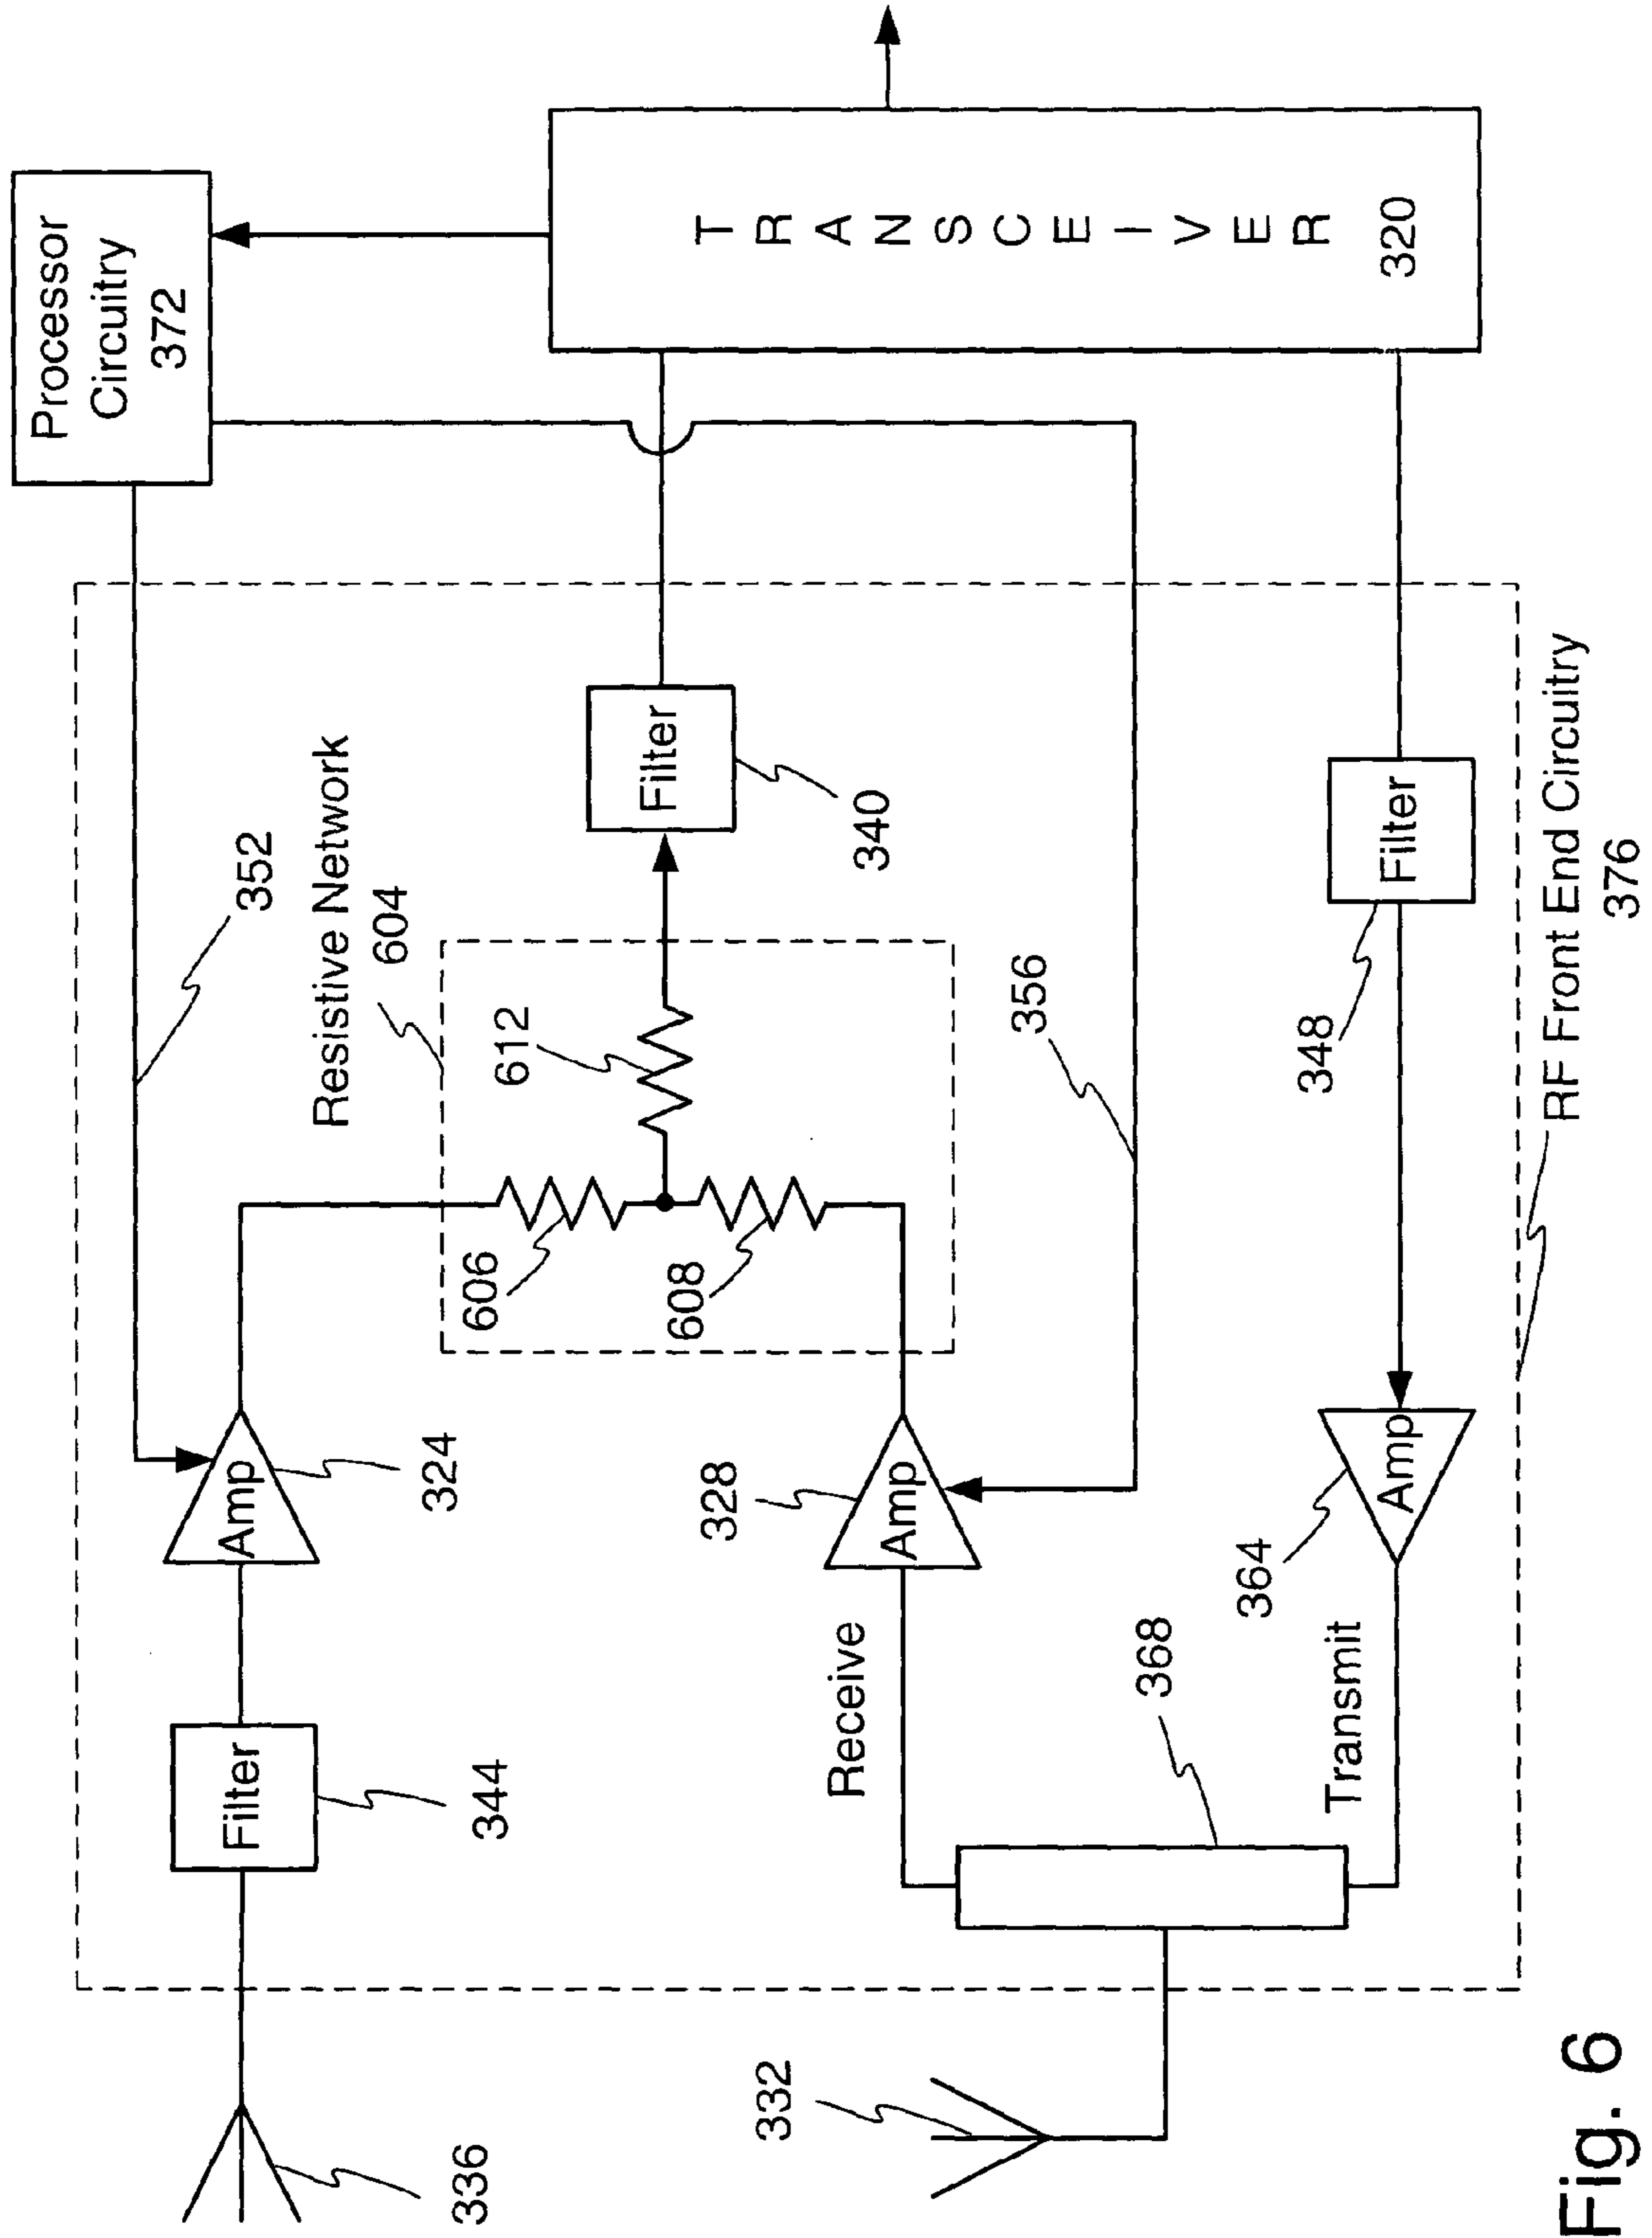 Processor
Circuitry
372
352
Resistive Network
604
Amp
324
Filter
344
336
606
608
612
Filter
340
TRANSCEIVER
320
356
Amp
328
Receive
332
368
Transmit
Amp
364
Filter
348
RF Front End Circuitry
376
Fig. 6